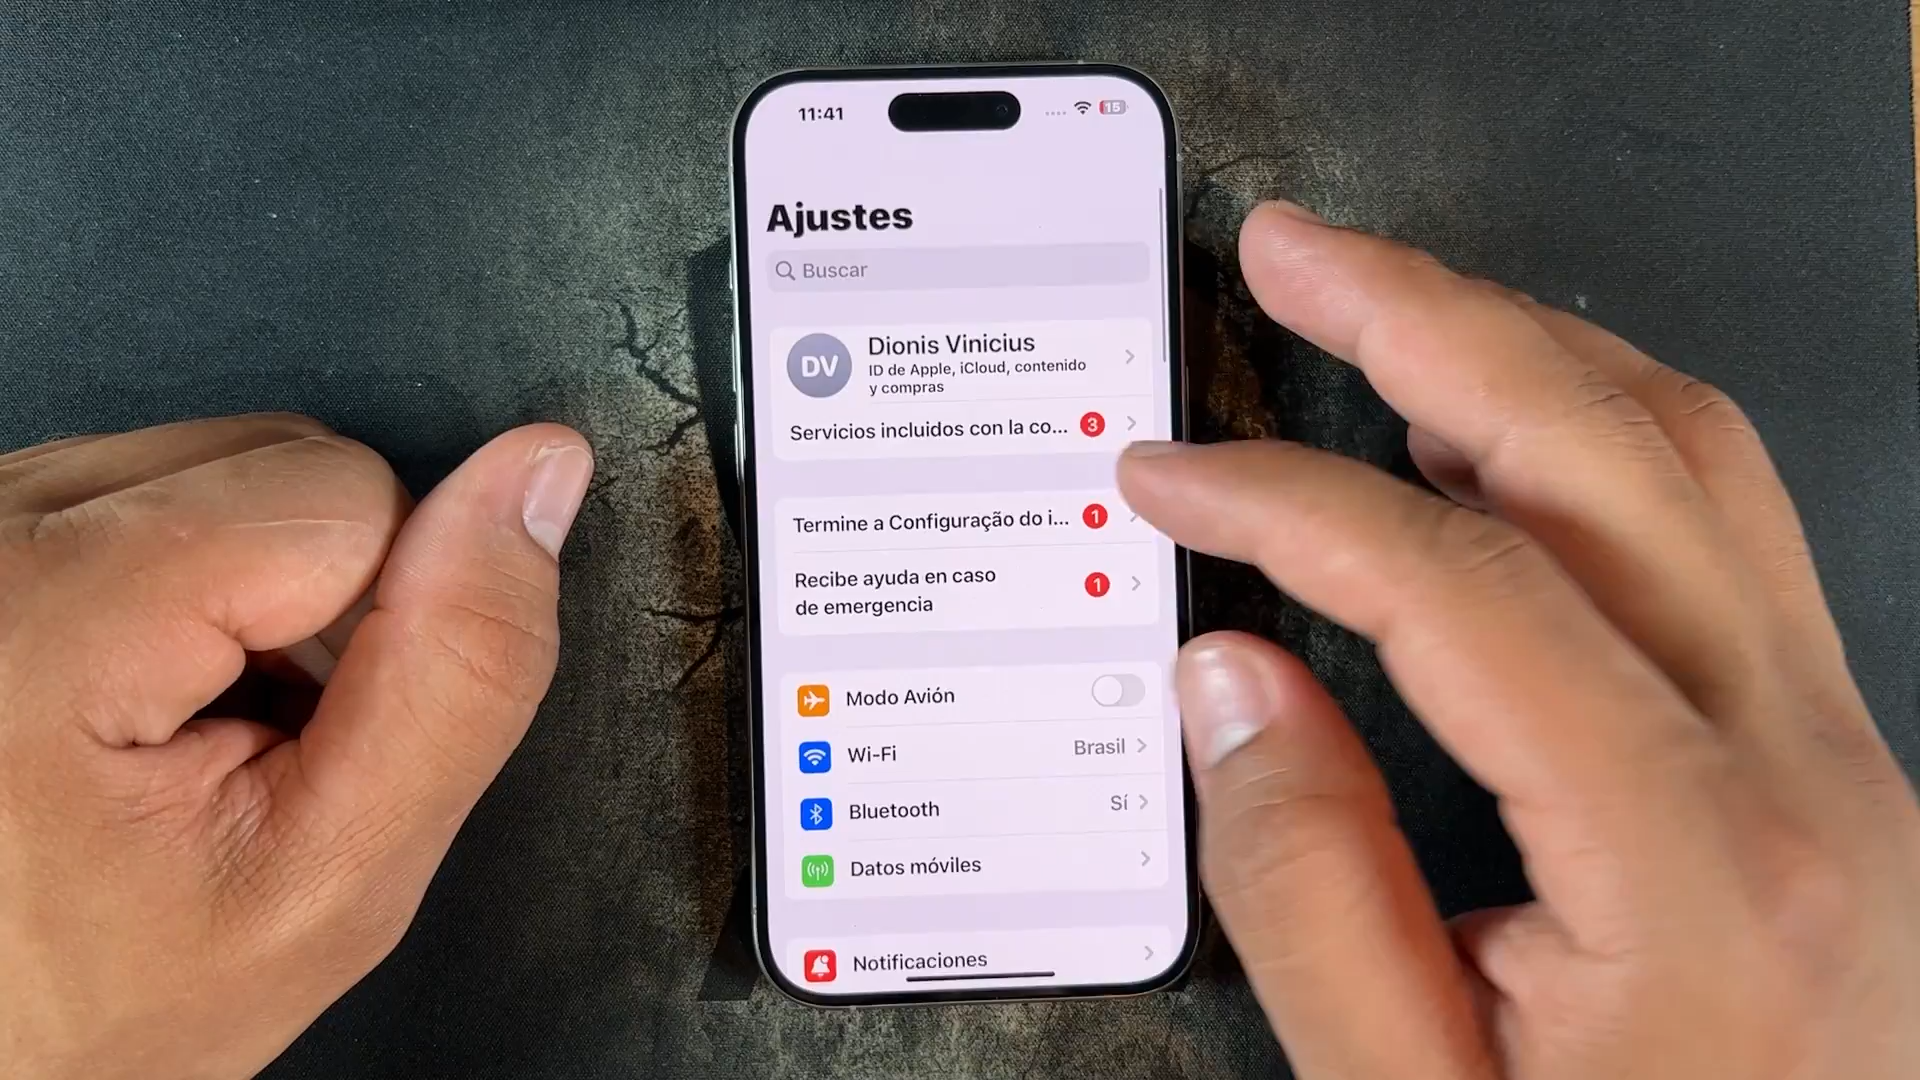 11:41
15
Ajustes
Buscar
DV
Dionis Vinicius
ID de Apple, iCloud, contenido
y compras
Servicios incluidos con la co... 3
Termine a Configuração do i... 1
Recibe ayuda en caso
de emergencia
1
Modo Avión
Wi-Fi Brasil
Bluetooth Sí
Datos móviles
Notificaciones